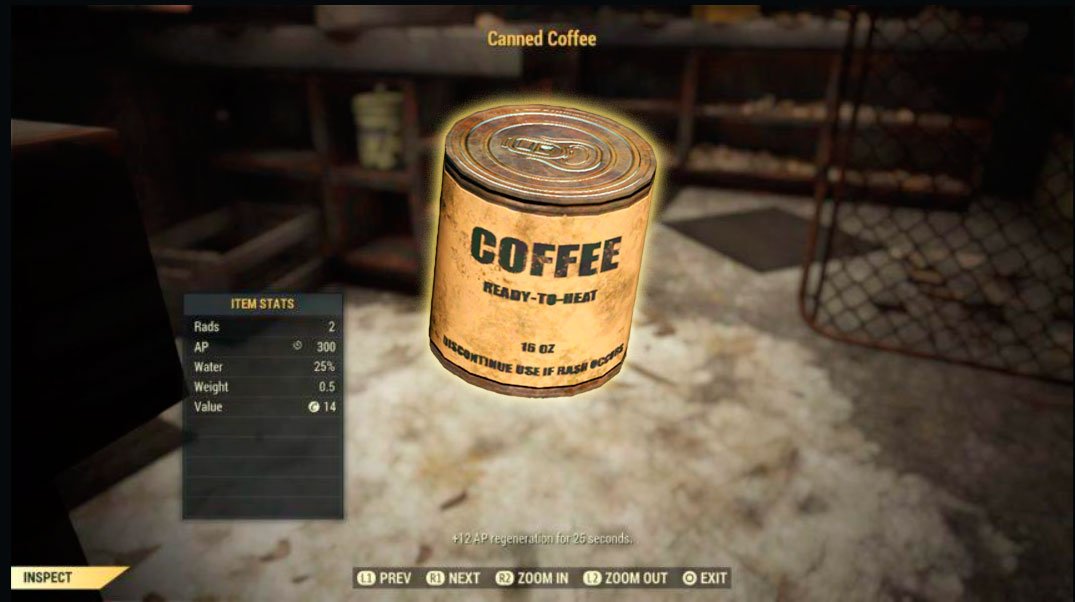 Canned Coffee
COFFEE
READY-TO-HEAT
16 OZ
DISCONTINUE USE IF RASH OCCURS
ITEM STATS
Rads 2
AP 300
Water 25%
Weight 0.5
Value 14
+12 AP regeneration for 25 seconds.
INSPECT
L1 PREV R1 NEXT R2 ZOOM IN L2 ZOOM OUT EXIT